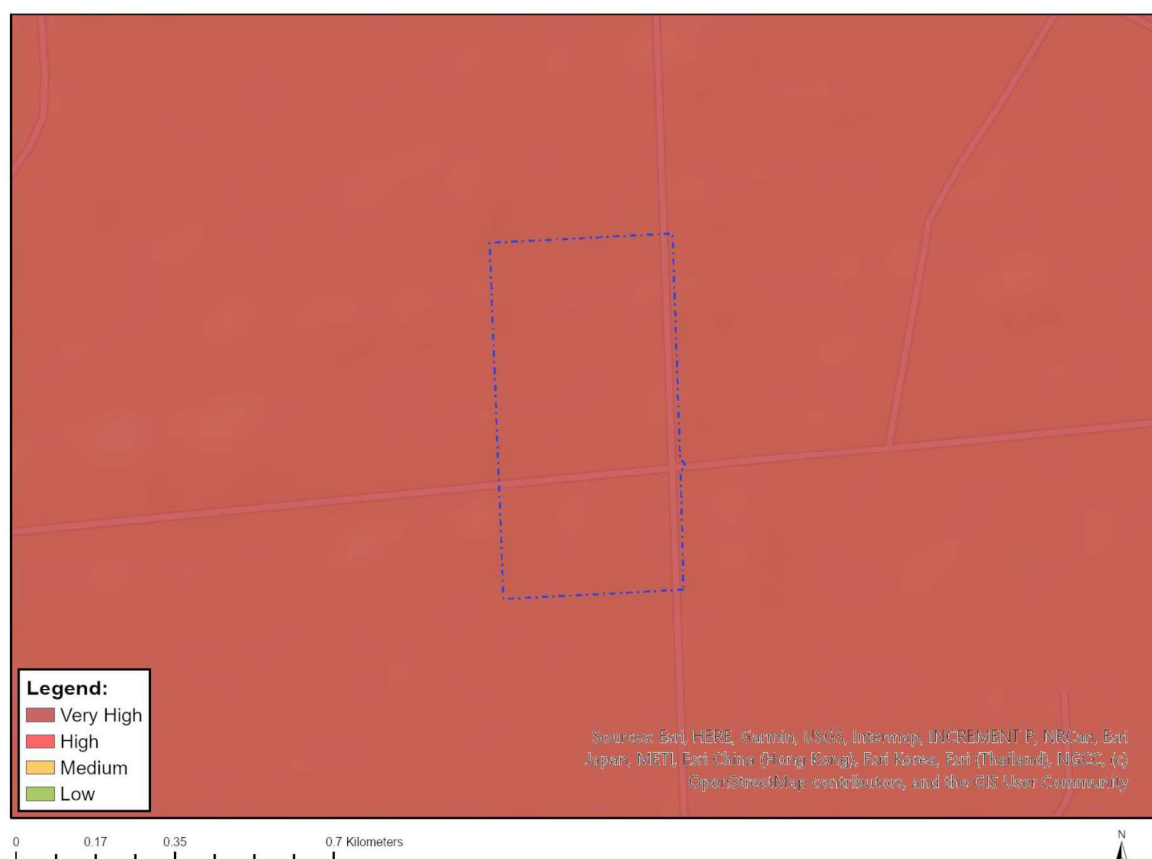 Legend:
Very High
High
Medium
Low
Sources: Esri, HERE, Garmin, USGS, Intermap, INCREMENT P, NRCan, Esri
Japan, METI, Esri China (Hong Kong), Esri Korea, Esri (Thailand), NGCC, (c)
OpenStreetMap contributors, and the GIS User Community
0 0.17 0.35 0.7 Kilometers
N